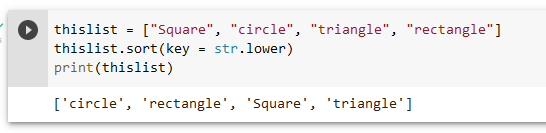 thislist = ["Square", "circle", "triangle", "rectangle"]
thislist.sort(key = str.lower)
print(thislist)
['circle', 'rectangle', 'Square', 'triangle']